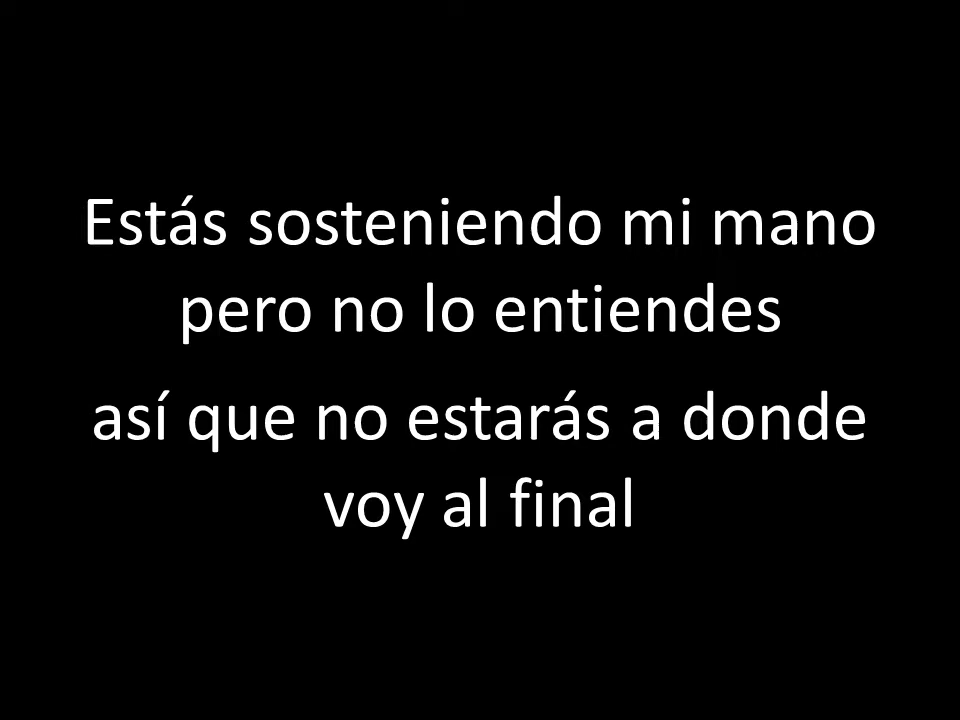 Estás sosteniendo mi mano
pero no lo entiendes
así que no estarás a donde
voy al final